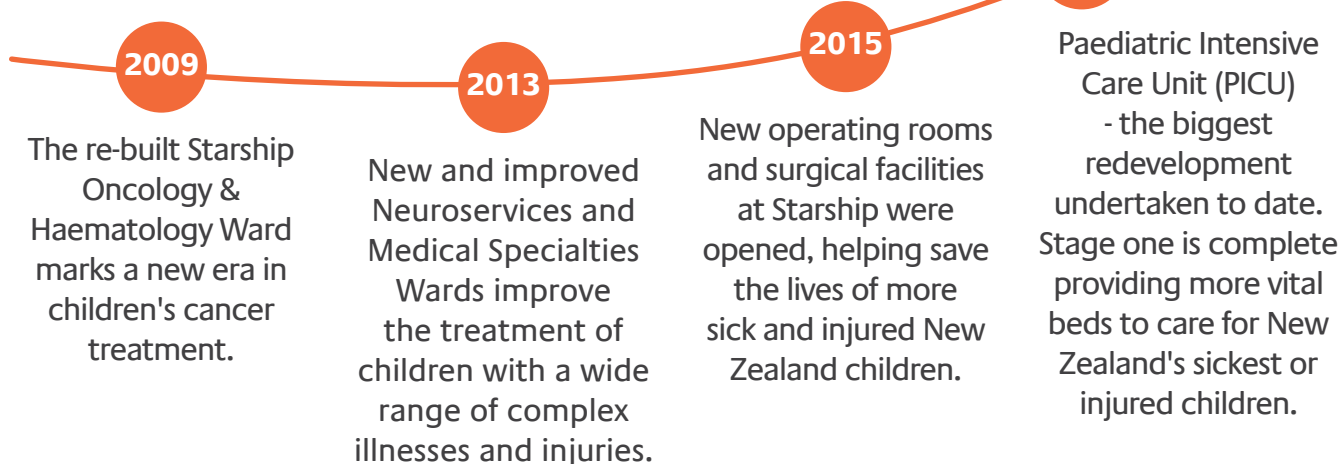 2009
The re-built Starship
Oncology &
Haematology Ward
marks a new era in
children's cancer
treatment.
2013
New and improved
Neuroservices and
Medical Specialties
Wards improve
the treatment of
children with a wide
range of complex
illnesses and injuries.
2015
New operating rooms
and surgical facilities
at Starship were
opened, helping save
the lives of more
sick and injured New
Zealand children.
Paediatric Intensive
Care Unit (PICU)
- the biggest
redevelopment
undertaken to date.
Stage one is complete
providing more vital
beds to care for New
Zealand's sickest or
injured children.